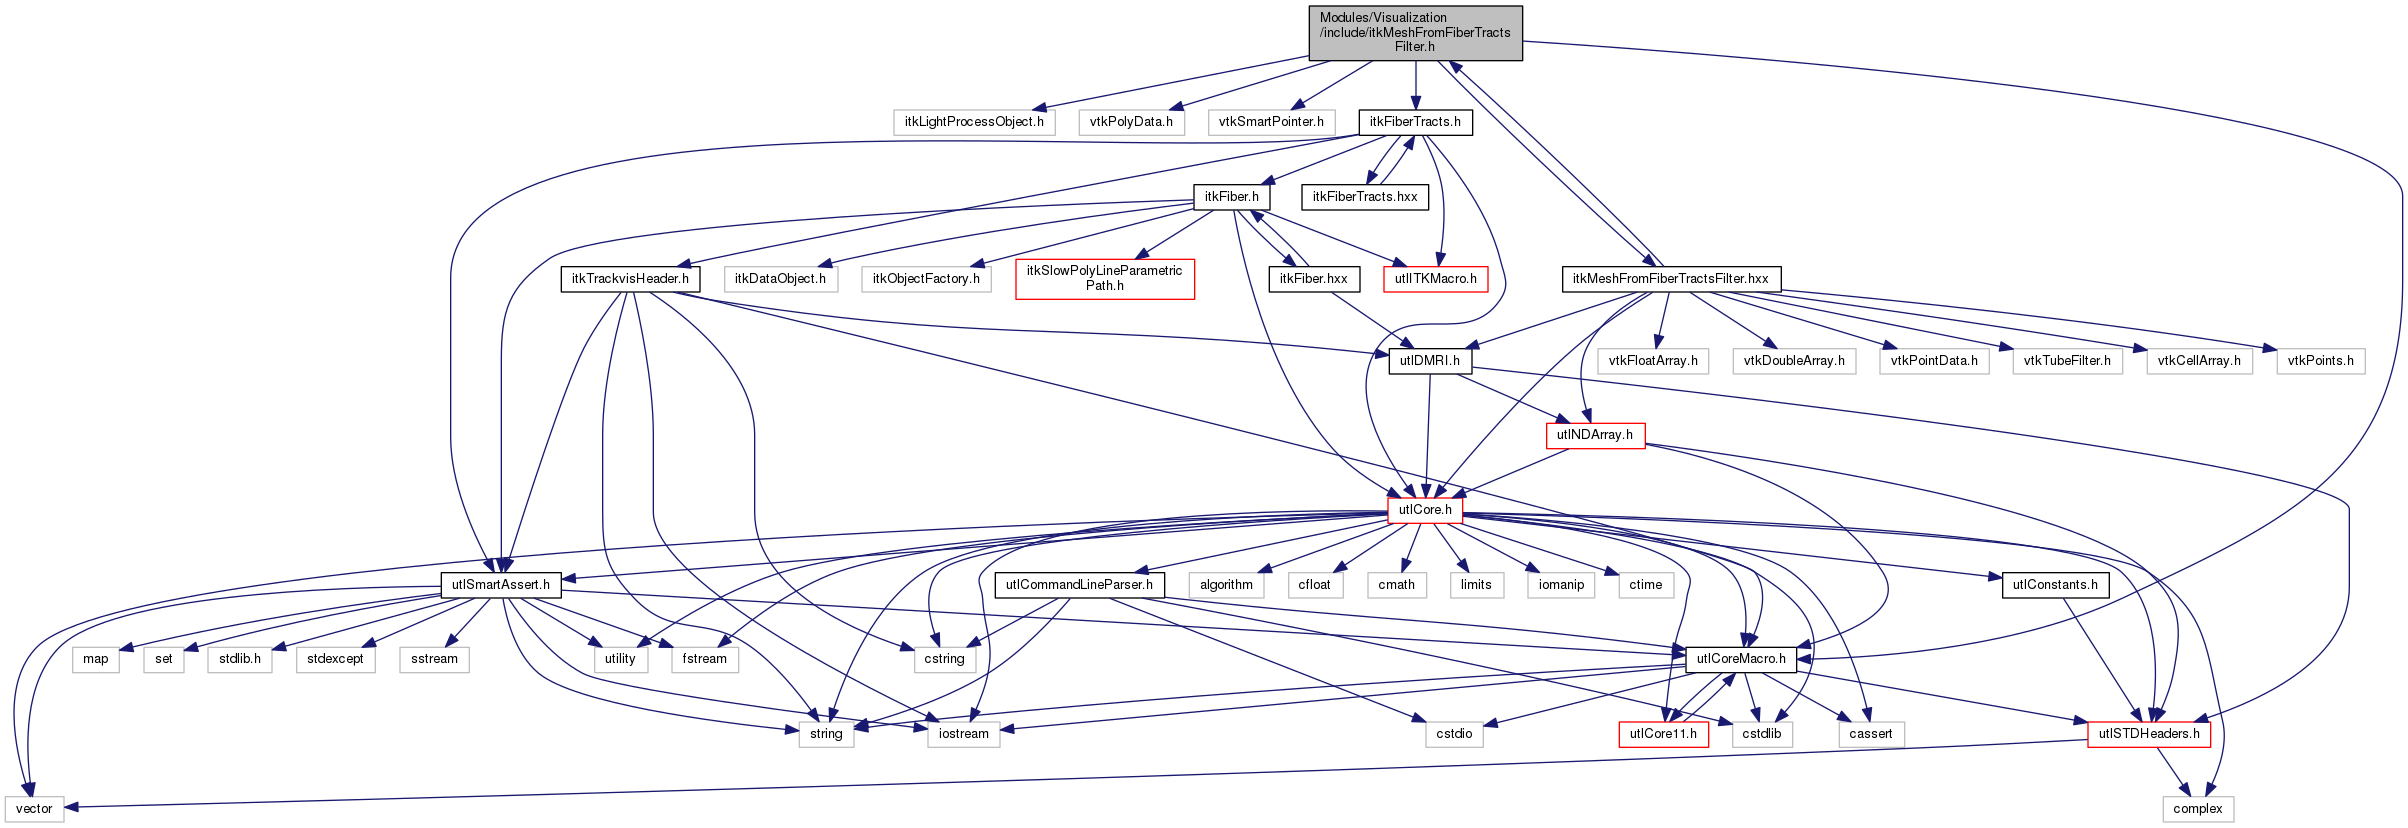 Modules/Visualization
/include/itkMeshFromFiberTracts
Filter.h
itkLightProcessObject.h
vtkPolyData.h
vtkSmartPointer.h
itkFiberTracts.h
itkFiber.h
itkFiberTracts.hxx
itkTrackvisHeader.h
itkDataObject.h
itkObjectFactory.h
itkSlowPolyLineParametric
Path.h
itkFiber.hxx
utlITKMacro.h
itkMeshFromFiberTractsFilter.hxx
utlDMRI.h
vtkFloatArray.h
vtkDoubleArray.h
vtkPointData.h
vtkTubeFilter.h
vtkCellArray.h
vtkPoints.h
utlNDArray.h
utlCore.h
utlSmartAssert.h
utlCommandLineParser.h
algorithm
cfloat
cmath
limits
iomanip
ctime
utlConstants.h
map
set
stdlib.h
stdexcept
sstream
utility
fstream
cstring
utlCoreMacro.h
string
iostream
cstdio
utlCore11.h
cstdlib
cassert
utlSTDHeaders.h
vector
complex